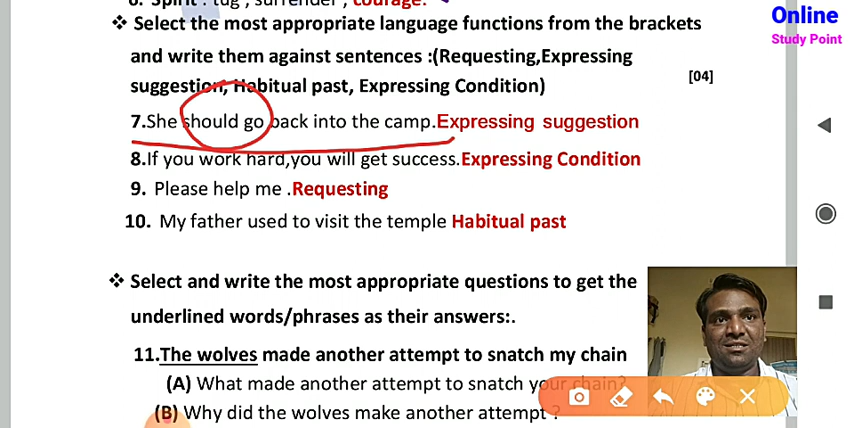 6. Spirit : tug , surrender , courage.
Online
Study Point
❖ Select the most appropriate language functions from the brackets
and write them against sentences :(Requesting,Expressing
suggestion, Habitual past, Expressing Condition)
[04]
7.She should go back into the camp.Expressing suggestion
8.If you work hard,you will get success.Expressing Condition
9. Please help me .Requesting
10. My father used to visit the temple Habitual past
❖ Select and write the most appropriate questions to get the
underlined words/phrases as their answers:.
11.The wolves made another attempt to snatch my chain
(A) What made another attempt to snatch your chain?
(B) Why did the wolves make another attempt ?